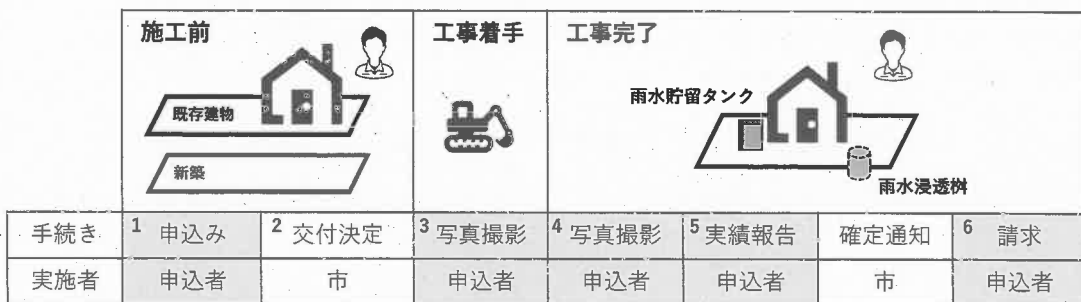 施工前
工事着手
工事完了
既存建物
新築
雨水貯留タンク
雨水浸透桝
手続き 1 申込み 2 交付決定 3 写真撮影 4 写真撮影 5 実績報告 確定通知 6 請求
実施者 申込者 市 申込者 申込者 申込者 市 申込者